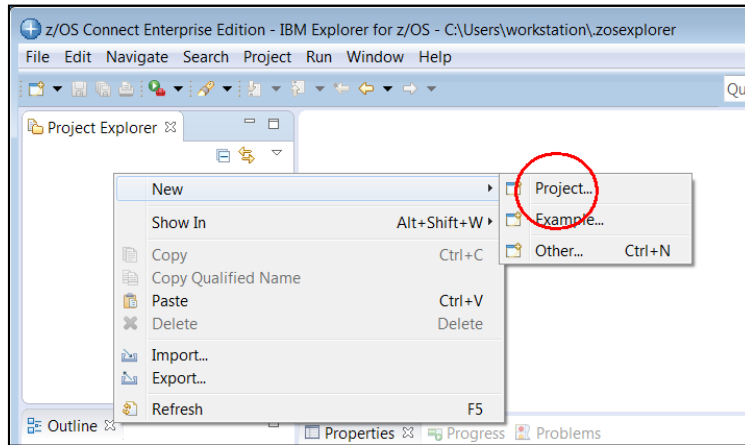 z/OS Connect Enterprise Edition - IBM Explorer for z/OS - C:\Users\workstation\.zosexplorer
File Edit Navigate Search Project Run Window Help
Qu
Project Explorer
New Project...
Show In Alt+Shift+W Example...
Copy Ctrl+C Other... Ctrl+N
Copy Qualified Name
Paste Ctrl+V
Delete Delete
Import...
Export...
Refresh F5
Outline Properties Progress Problems